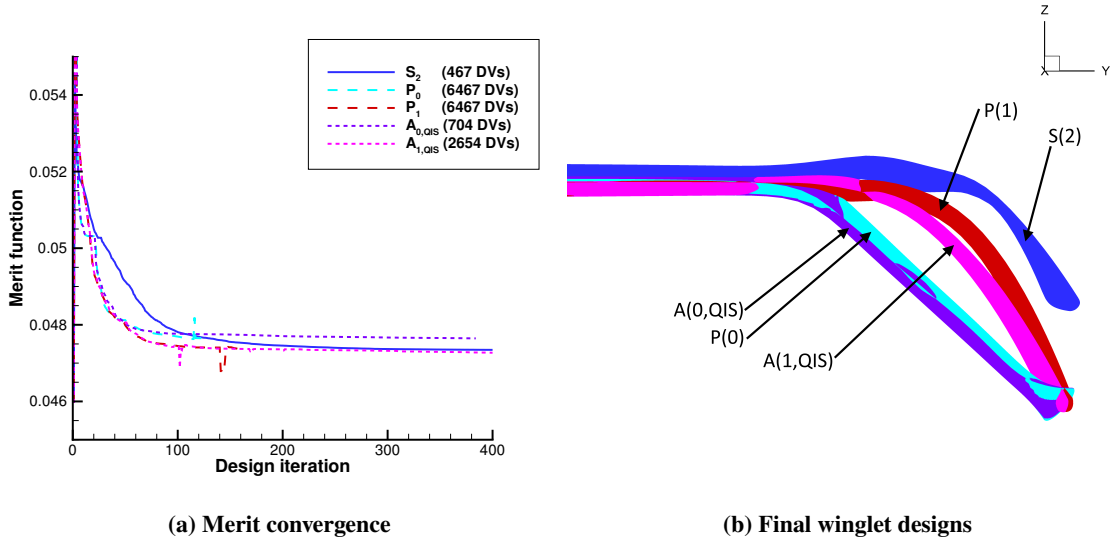 S2 (467 DVs)
P0 (6467 DVs)
P1 (6467 DVs)
A0,QIS (704 DVs)
A1,QIS (2654 DVs)
0.054
0.052
0.05
0.048
0.046
Merit function
0 100 200 300 400
Design iteration
(a) Merit convergence
Z
X Y
P(1)
S(2)
A(0,QIS)
P(0)
A(1,QIS)
(b) Final winglet designs